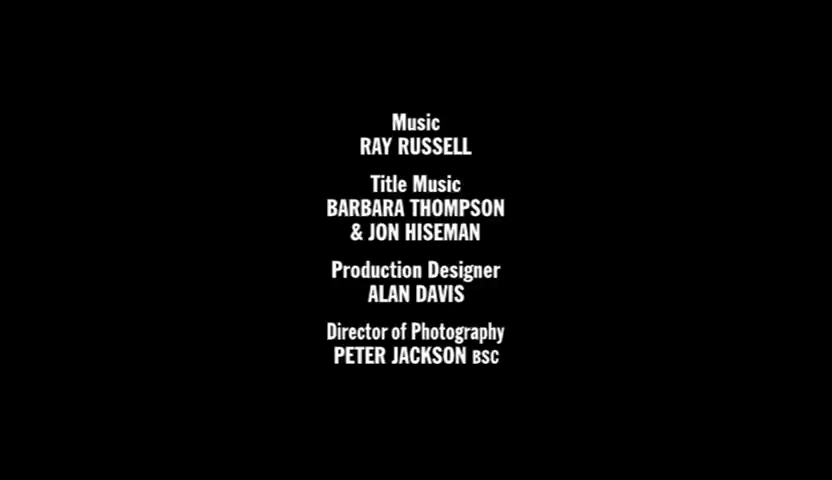 Music
RAY RUSSELL
Title Music
BARBARA THOMPSON
& JON HISEMAN
Production Designer
ALAN DAVIS
Director of Photography
PETER JACKSON BSC